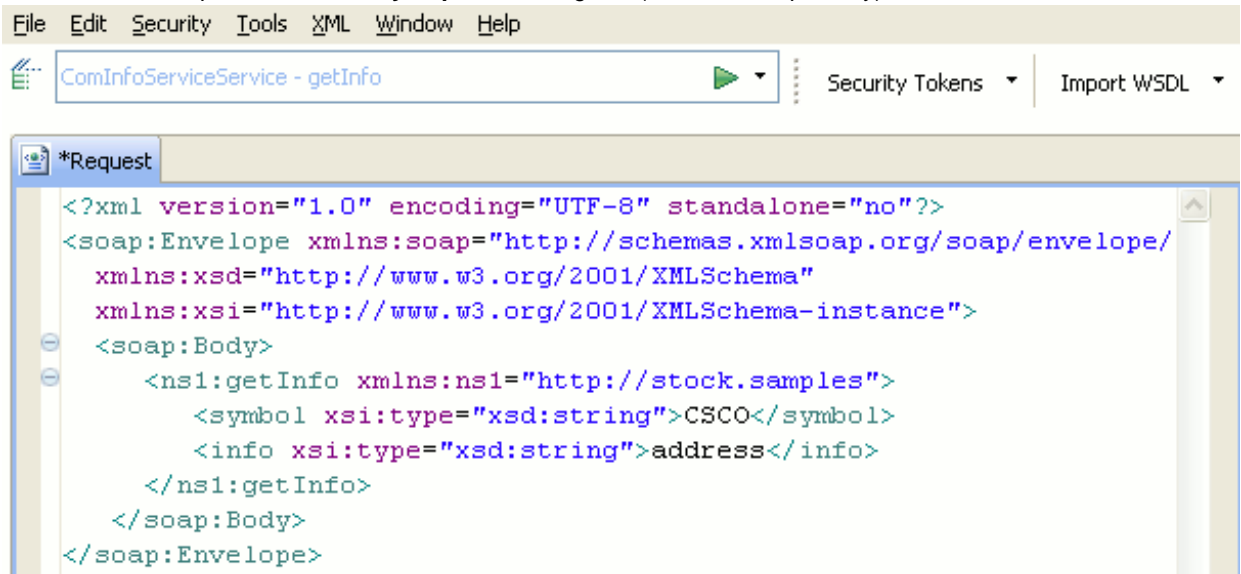 File Edit Security Tools XML Window Help
ComInfoServiceService - getInfo Security Tokens Import WSDL
*Request
<?xml version="1.0" encoding="UTF-8" standalone="no"?>
<soap:Envelope xmlns:soap="http://schemas.xmlsoap.org/soap/envelope/
xmlns:xsd="http://www.w3.org/2001/XMLSchema"
xmlns:xsi="http://www.w3.org/2001/XMLSchema-instance">
<soap:Body>
<ns1:getInfo xmlns:ns1="http://stock.samples">
<symbol xsi:type="xsd:string">CSCO</symbol>
<info xsi:type="xsd:string">address</info>
</ns1:getInfo>
</soap:Body>
</soap:Envelope>